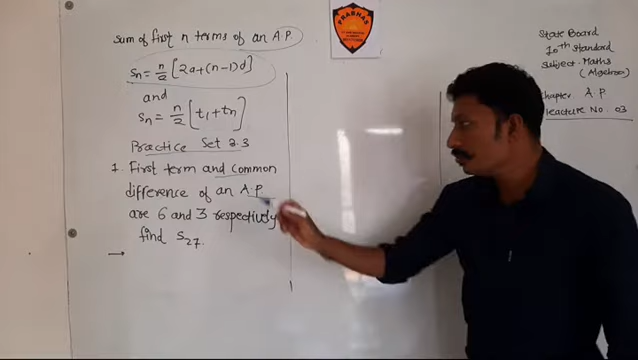 Sum of first n terms of an A.P.
Sn = n/2 [2a+(n-1)d]
and
Sn = n/2 [t1+tn]
Practice Set 3.3
1. First term and common
difference of an A.P
are 6 and 3 respectively
find S27.
→
PRABHAS
State Board
10th Standard
Subject - Maths
(Algebra)
chapter A.P
Leacture No. 03